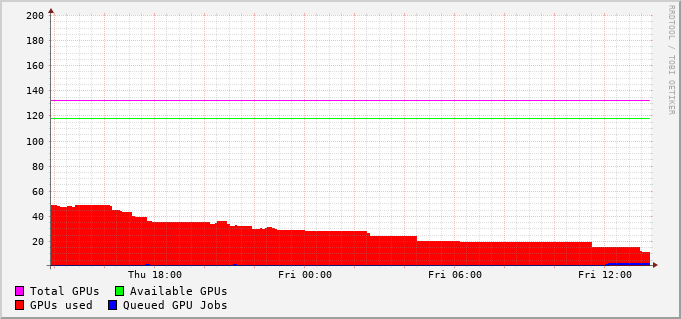 200
180
160
140
120
100
80
60
40
20
Thu 18:00 Fri 00:00 Fri 06:00 Fri 12:00
Total GPUs Available GPUs
GPUs used Queued GPU Jobs
RRDTOOL / TOBI OETIKER